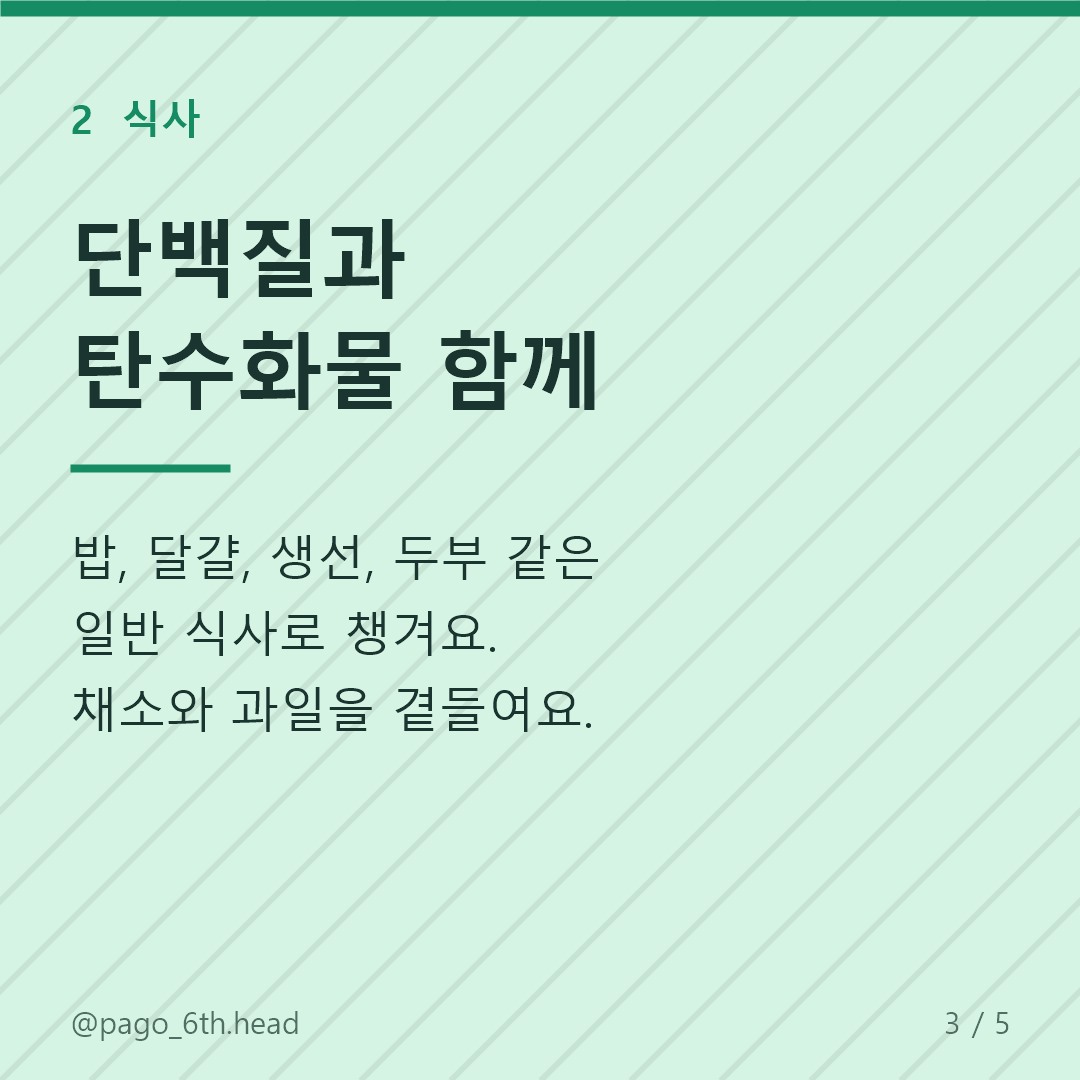 2 식사
단백질과
탄수화물 함께
밥, 달걀, 생선, 두부 같은
일반 식사로 챙겨요.
채소와 과일을 곁들여요.
@pago_6th.head
3 / 5